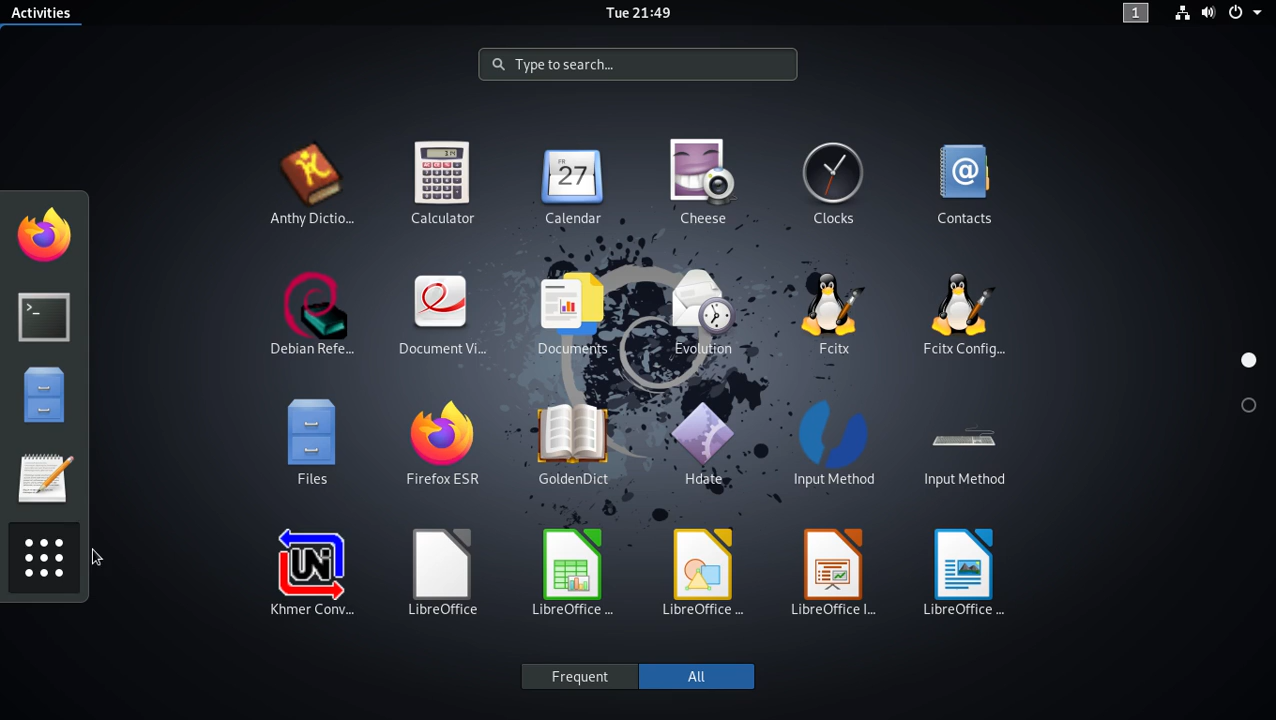 Activities
Tue 21:49
1
Type to search...
Anthy Dictio...
Calculator
Calendar
Cheese
Clocks
Contacts
Debian Refe...
Document Vi...
Documents
Evolution
Fcitx
Fcitx Config...
Files
Firefox ESR
GoldenDict
Hdate
Input Method
Input Method
Khmer Conv...
LibreOffice
LibreOffice ...
LibreOffice ...
LibreOffice I...
LibreOffice ...
Frequent
All